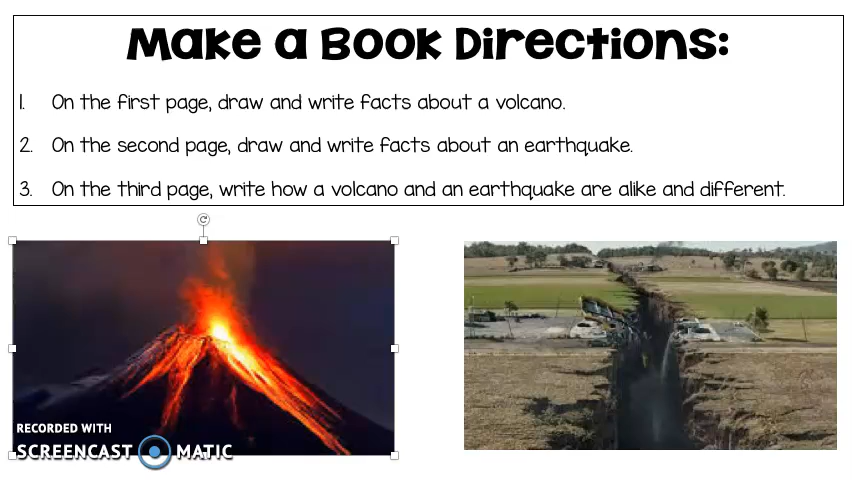 Make a Book Directions:
1. On the first page, draw and write facts about a volcano.
2. On the second page, draw and write facts about an earthquake.
3. On the third page, write how a volcano and an earthquake are alike and different.
RECORDED WITH
SCREENCAST MATIC